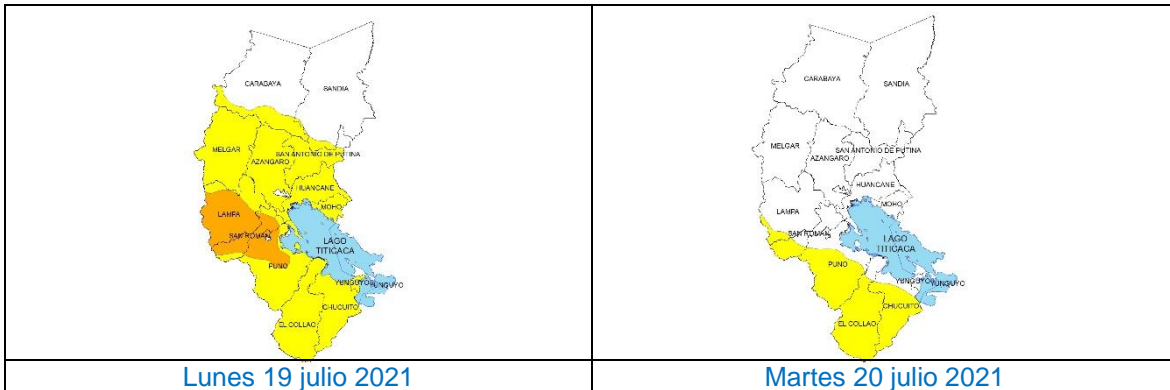 CARABAYA
SANDIA
MELGAR
AZANGARO
SAN ANTONIO DE PUTINA
HUANCANE
MOHO
LAMPA
SAN ROMAN
LAGO
TITICACA
PUNO
YUNGUYO
YUNGUYO
CHUCUITO
EL COLLAO
Lunes 19 julio 2021
CARABAYA
SANDIA
MELGAR
AZANGARO
SAN ANTONIO DE PUTINA
HUANCANE
MOHO
LAMPA
SAN ROMAN
LAGO
TITICACA
PUNO
YUNGUYO
YUNGUYO
CHUCUITO
EL COLLAO
Martes 20 julio 2021